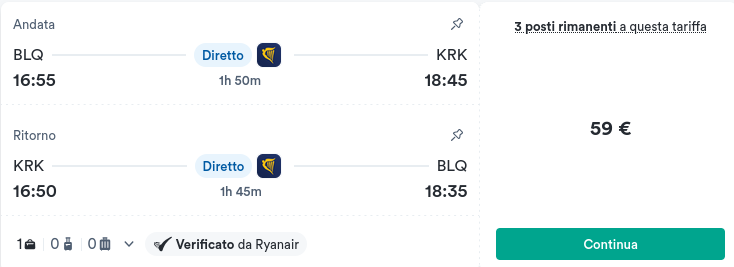 Andata
BLQ Diretto KRK
16:55 1h 50m 18:45
Ritorno
KRK Diretto BLQ
16:50 1h 45m 18:35
1 0 0 Verificato da Ryanair
3 posti rimanenti a questa tariffa
59 €
Continua